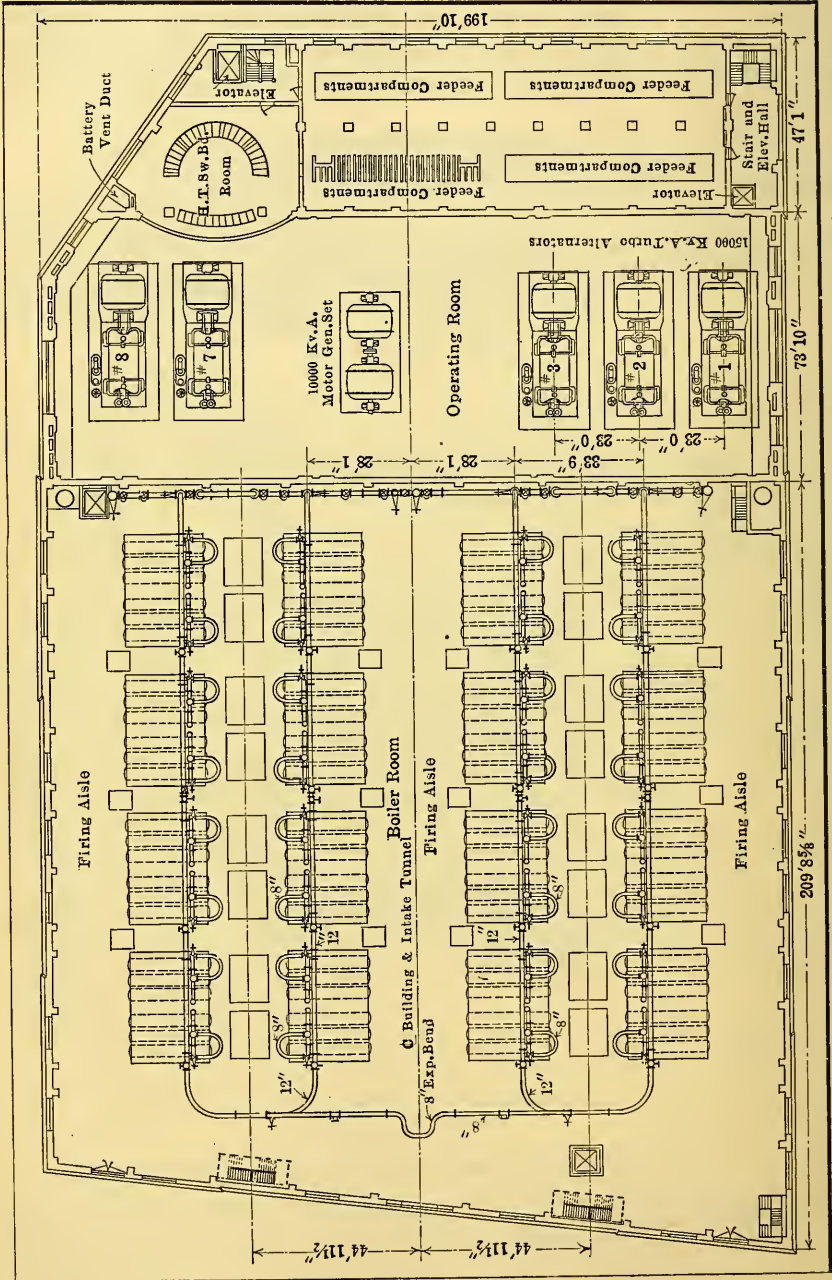 199'10"
Battery
Vent Duct
Elevator
H.T.Sw.Bd.
Room
Feeder Compartments
Feeder Compartments
Feeder Compartments
Feeder Compartments
Elevator
Stair and
Elev.Hall
47'1"
15000 Kv.A.Turbo Alternators
# 8
# 7
10000 Kv.A.
Motor Gen.Set
Operating Room
# 3
# 2
# 1
23'0"
23'0"
73'10"
28'1"
28'1"
33'9"
Firing Aisle
Boiler Room
Firing Aisle
Firing Aisle
209'8⅝"
8"
12"
8"
12"
8"
12"
8"
12"
℄ Building & Intake Tunnel
8"Exp.Bend
8"
44'11½"
44'11½"